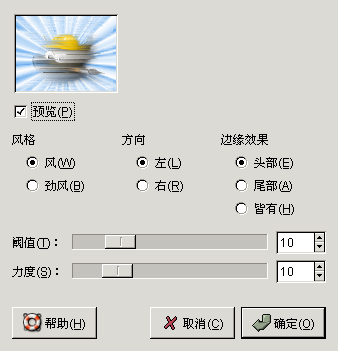 预览(P)
风格 方向 边缘效果
风(W) 左(L) 头部(E)
劲风(B) 右(R) 尾部(A)
皆有(H)
阈值(T)： 10
力度(S)： 10
帮助(H) 取消(C) 确定(O)